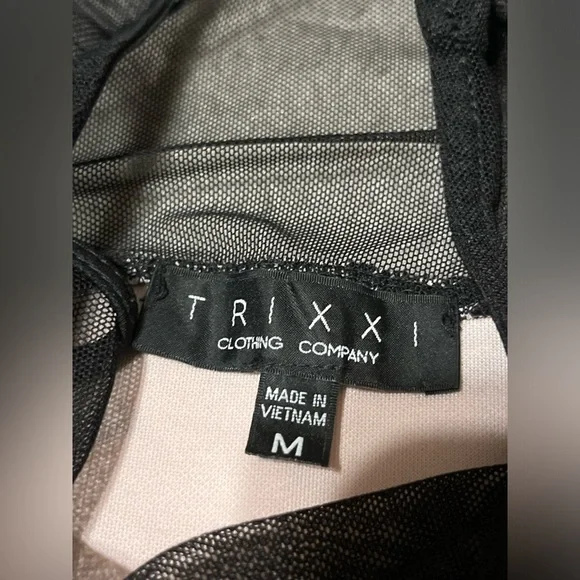 TRIXXI
CLOTHING COMPANY
MADE IN
VIETNAM
M